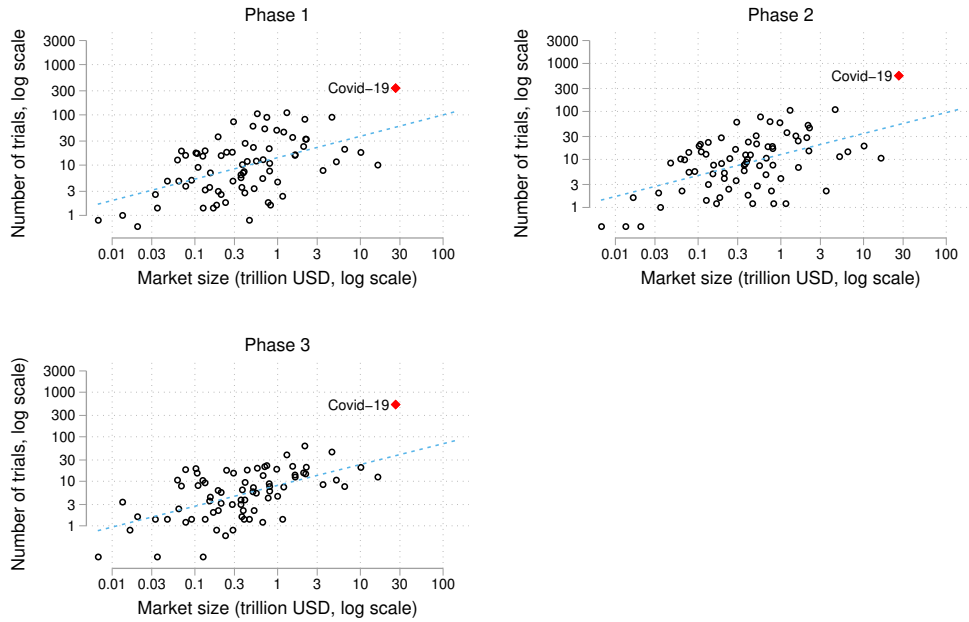 Phase 1
Number of trials, log scale
3000
1000
300
100
30
10
3
1
Covid−19
0.01 0.03 0.1 0.3 1 3 10 30 100
Market size (trillion USD, log scale)
Phase 2
Number of trials, log scale
3000
1000
300
100
30
10
3
1
Covid−19
0.01 0.03 0.1 0.3 1 3 10 30 100
Market size (trillion USD, log scale)
Phase 3
Number of trials, log scale)
3000
1000
300
100
30
10
3
1
Covid−19
0.01 0.03 0.1 0.3 1 3 10 30 100
Market size (trillion USD, log scale)